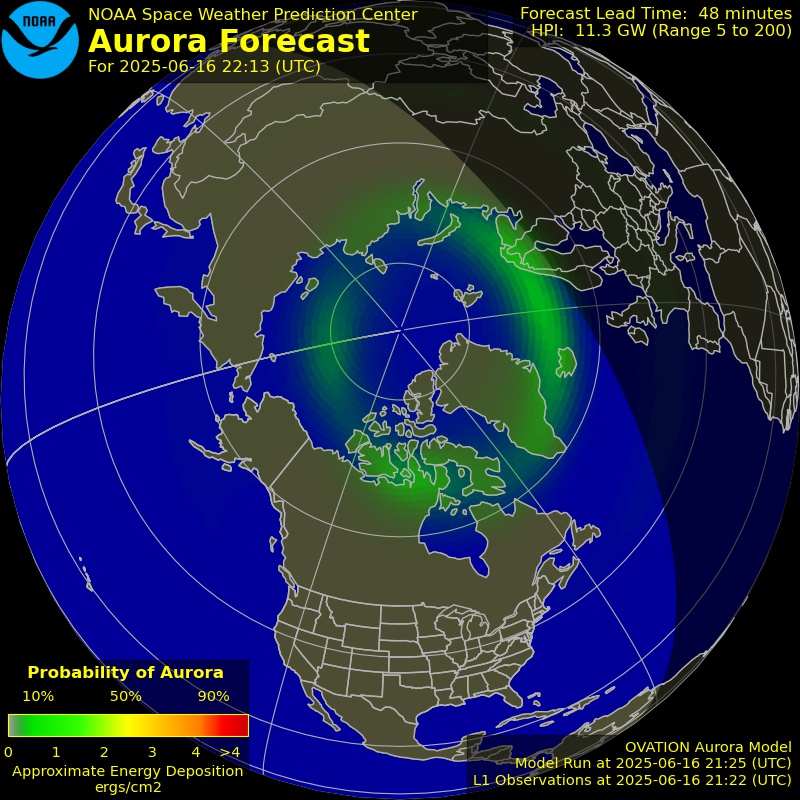 NOAA
NOAA Space Weather Prediction Center
Aurora Forecast
For 2025-06-16 22:13 (UTC)
Forecast Lead Time: 48 minutes
HPI: 11.3 GW (Range 5 to 200)
Probability of Aurora
10% 50% 90%
0 1 2 3 4 >4
Approximate Energy Deposition
ergs/cm2
OVATION Aurora Model
Model Run at 2025-06-16 21:25 (UTC)
L1 Observations at 2025-06-16 21:22 (UTC)